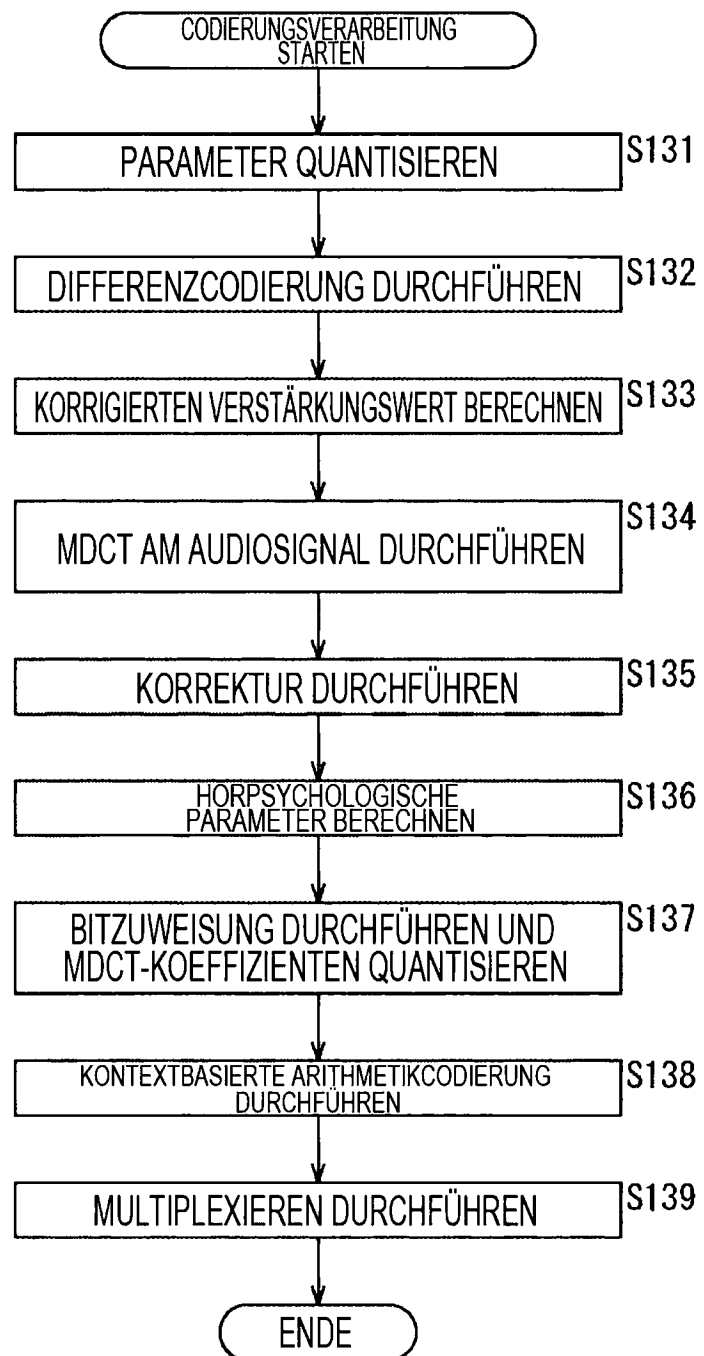 CODIERUNGSVERARBEITUNG
STARTEN
S131
PARAMETER QUANTISIEREN
S132
DIFFERENZCODIERUNG DURCHFÜHREN
S133
KORRIGIERTEN VERSTÄRKUNGSWERT BERECHNEN
S134
MDCT AM AUDIOSIGNAL DURCHFÜHREN
S135
KORREKTUR DURCHFÜHREN
S136
HORPSYCHOLOGISCHE
PARAMETER BERECHNEN
S137
BITZUWEISUNG DURCHFÜHREN UND
MDCT-KOEFFIZIENTEN QUANTISIEREN
S138
KONTEXTBASIERTE ARITHMETIKCODIERUNG
DURCHFÜHREN
S139
MULTIPLEXIEREN DURCHFÜHREN
ENDE